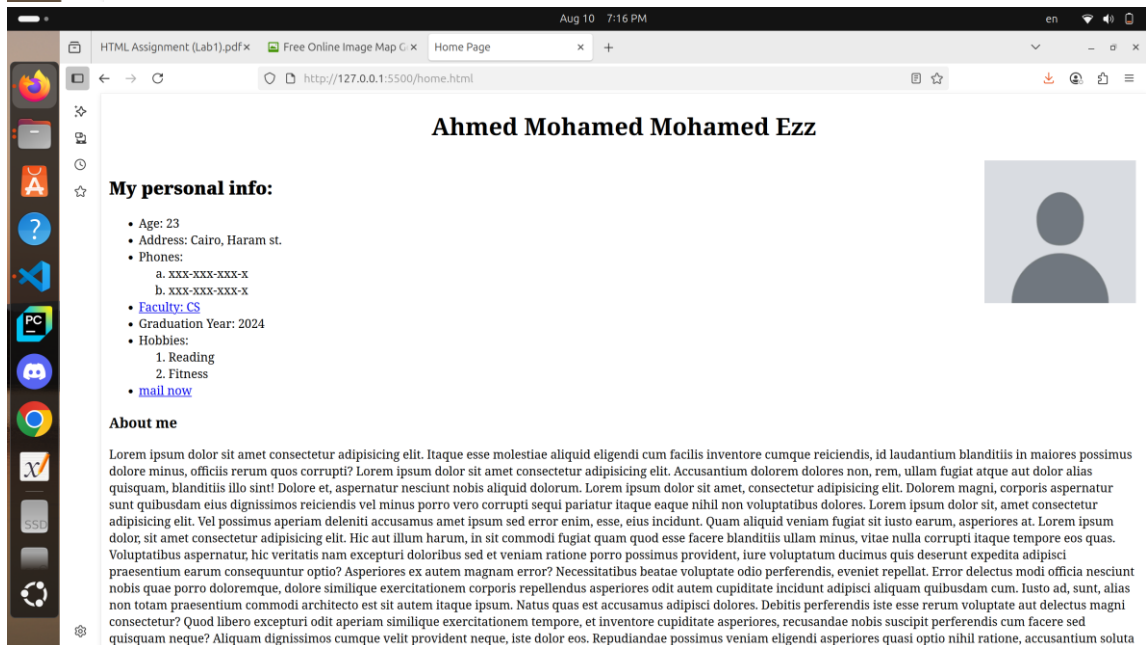 Aug 10 7:16 PM
en
HTML Assignment (Lab1).pdf
Free Online Image Map G
Home Page
http://127.0.0.1:5500/home.html
Ahmed Mohamed Mohamed Ezz
My personal info:
• Age: 23
• Address: Cairo, Haram st.
• Phones:
a. xxx-xxx-xxx-x
b. xxx-xxx-xxx-x
• Faculty: CS
• Graduation Year: 2024
• Hobbies:
1. Reading
2. Fitness
• mail now
About me
Lorem ipsum dolor sit amet consectetur adipisicing elit. Itaque esse molestiae aliquid eligendi cum facilis inventore cumque reiciendis, id laudantium blanditiis in maiores possimus
dolore minus, officiis rerum quos corrupti? Lorem ipsum dolor sit amet consectetur adipisicing elit. Accusantium dolorem dolores non, rem, ullam fugiat atque aut dolor alias
quisquam, blanditiis illo sint! Dolore et, aspernatur nesciunt nobis aliquid dolorum. Lorem ipsum dolor sit amet, consectetur adipisicing elit. Dolorem magni, corporis aspernatur
sunt quibusdam eius dignissimos reiciendis vel minus porro vero corrupti sequi pariatur itaque eaque nihil non voluptatibus dolores. Lorem ipsum dolor sit, amet consectetur
adipisicing elit. Vel possimus aperiam deleniti accusamus amet ipsum sed error enim, esse, eius incidunt. Quam aliquid veniam fugiat sit iusto earum, asperiores at. Lorem ipsum
dolor, sit amet consectetur adipisicing elit. Hic aut illum harum, in sit commodi fugiat quam quod esse facere blanditiis ullam minus, vitae nulla corrupti itaque tempore eos quas.
Voluptatibus aspernatur, hic veritatis nam excepturi doloribus sed et veniam ratione porro possimus provident, iure voluptatum ducimus quis deserunt expedita adipisci
praesentium earum consequuntur optio? Asperiores ex autem magnam error? Necessitatibus beatae voluptate odio perferendis, eveniet repellat. Error delectus modi officia nesciunt
nobis quae porro doloremque, dolore similique exercitationem corporis repellendus asperiores odit autem cupiditate incidunt adipisci aliquam quibusdam cum. Iusto ad, sunt, alias
non totam praesentium commodi architecto est sit autem itaque ipsum. Natus quas est accusamus adipisci dolores. Debitis perferendis iste esse rerum voluptate aut delectus magni
consectetur? Quod libero excepturi odit aperiam similique exercitationem tempore, et inventore cupiditate asperiores, recusandae nobis suscipit perferendis cum facere sed
quisquam neque? Aliquam dignissimos cumque velit provident neque, iste dolor eos. Repudiandae possimus veniam eligendi asperiores quasi optio nihil ratione, accusantium soluta
PC
SSD